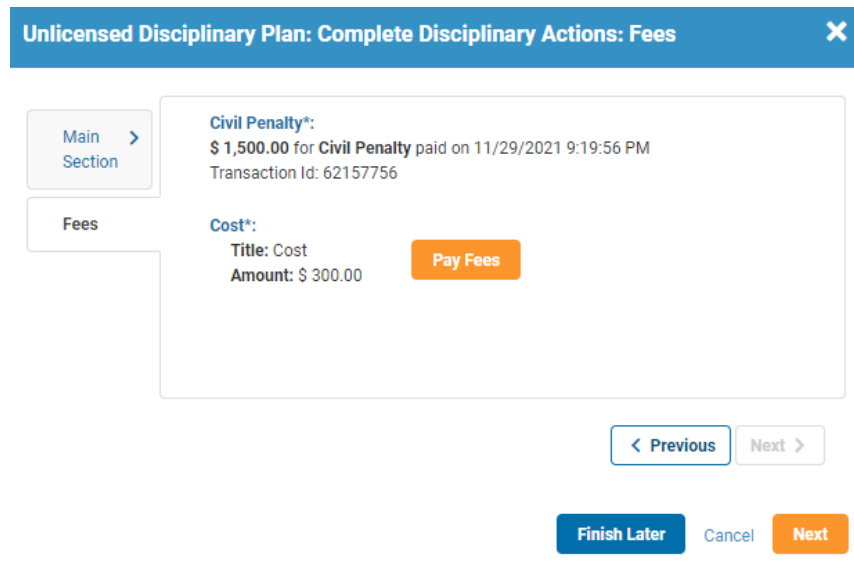 Unlicensed Disciplinary Plan: Complete Disciplinary Actions: Fees
Main
Section
Fees
Civil Penalty*:
$ 1,500.00 for Civil Penalty paid on 11/29/2021 9:19:56 PM
Transaction Id: 62157756
Cost*:
Title: Cost
Amount: $ 300.00
Pay Fees
Previous
Next
Finish Later
Cancel
Next